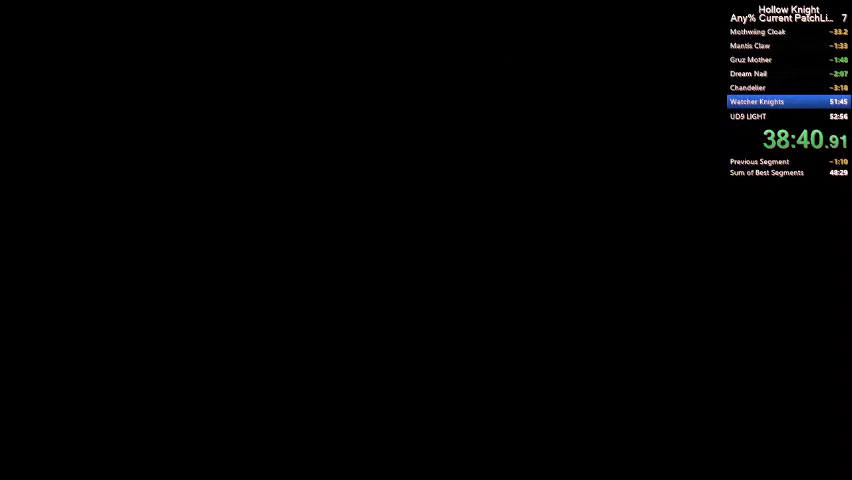 Hollow Knight
Any% Current PatchLi... 7
Mothwiing Cloak -33.2
Mantis Claw -1:33
Gruz Mother -1:48
Dream Nail -2:07
Chandelier -3:18
Watcher Knights 51:45
UD9 LIGHT 52:56
38:40.91
Previous Segment -1:10
Sum of Best Segments 48:29